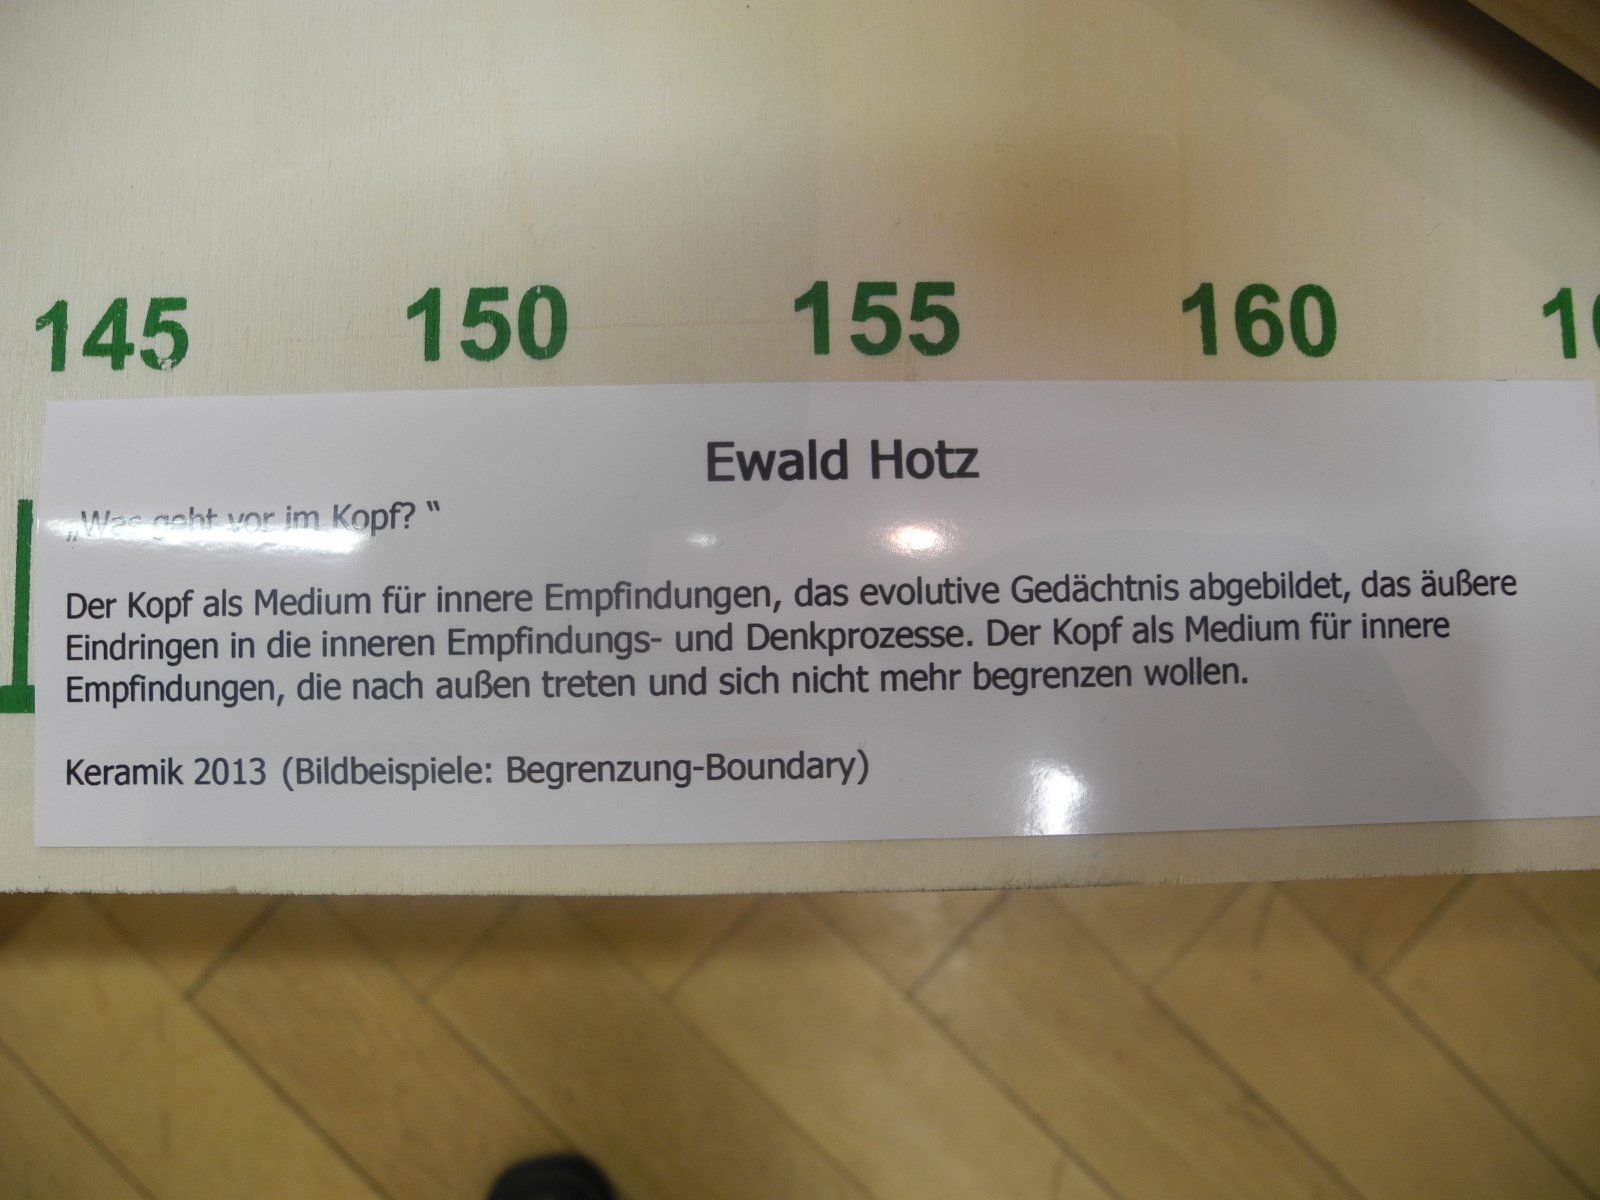 145 150 155 160
Ewald Hotz
„Was geht vor im Kopf? “
Der Kopf als Medium für innere Empfindungen, das evolutive Gedächtnis abgebildet, das äußere
Eindringen in die inneren Empfindungs- und Denkprozesse. Der Kopf als Medium für innere
Empfindungen, die nach außen treten und sich nicht mehr begrenzen wollen.
Keramik 2013 (Bildbeispiele: Begrenzung-Boundary)